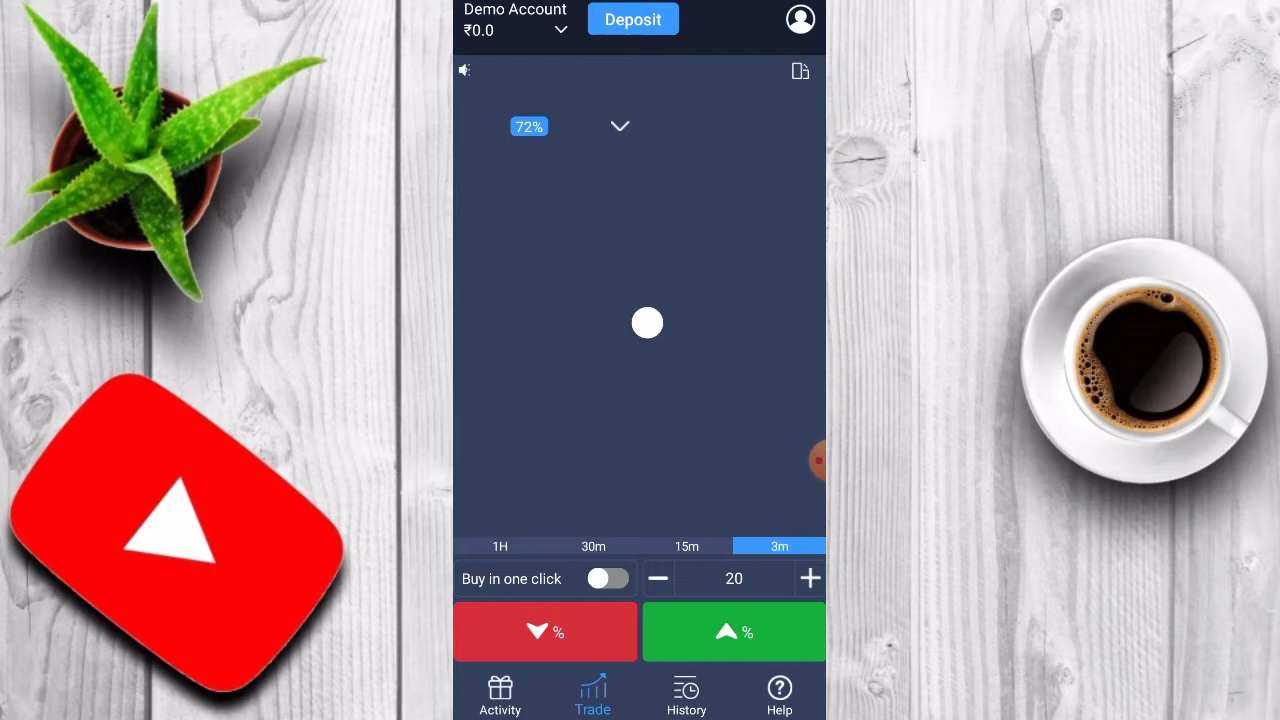 Demo Account
₹0.0
Deposit
72%
1H 30m 15m 3m
Buy in one click
20
% %
Activity Trade History Help